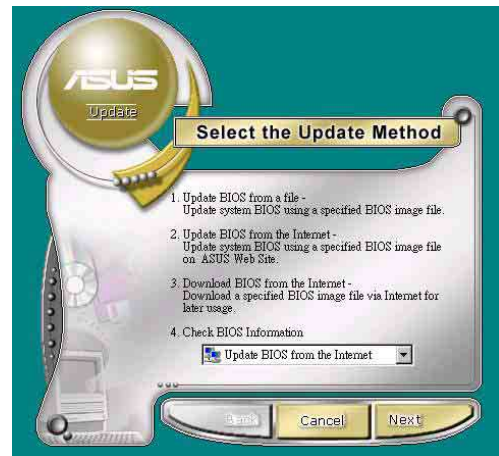 ASUS
Update
Select the Update Method
1. Update BIOS from a file -
Update system BIOS using a specified BIOS image file.
2. Update BIOS from the Internet -
Update system BIOS using a specified BIOS image file
on ASUS Web Site.
3. Download BIOS from the Internet -
Download a specified BIOS image file via Internet for
later usage.
4. Check BIOS Information
Update BIOS from the Internet
Back Cancel Next